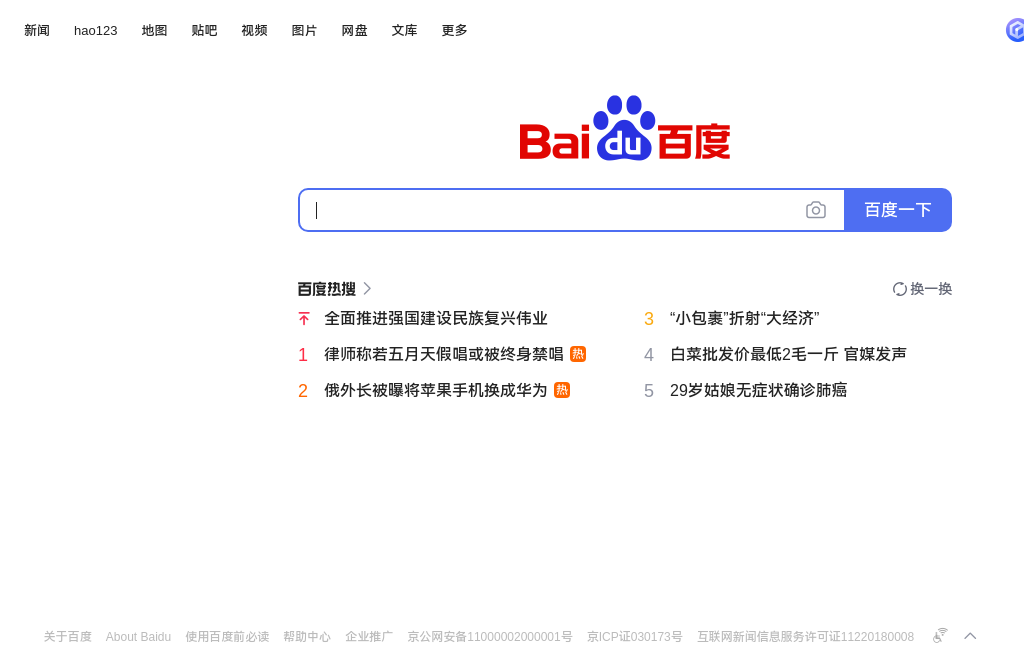 新闻 hao123 地图 贴吧 视频 图片 网盘 文库 更多
Bai du 百度
百度一下
百度热搜 换一换
全面推进强国建设民族复兴伟业
1 律师称若五月天假唱或被终身禁唱 热
2 俄外长被曝将苹果手机换成华为 热
3 “小包裹”折射“大经济”
4 白菜批发价最低2毛一斤 官媒发声
5 29岁姑娘无症状确诊肺癌
关于百度 About Baidu 使用百度前必读 帮助中心 企业推广 京公网安备11000002000001号 京ICP证030173号 互联网新闻信息服务许可证11220180008